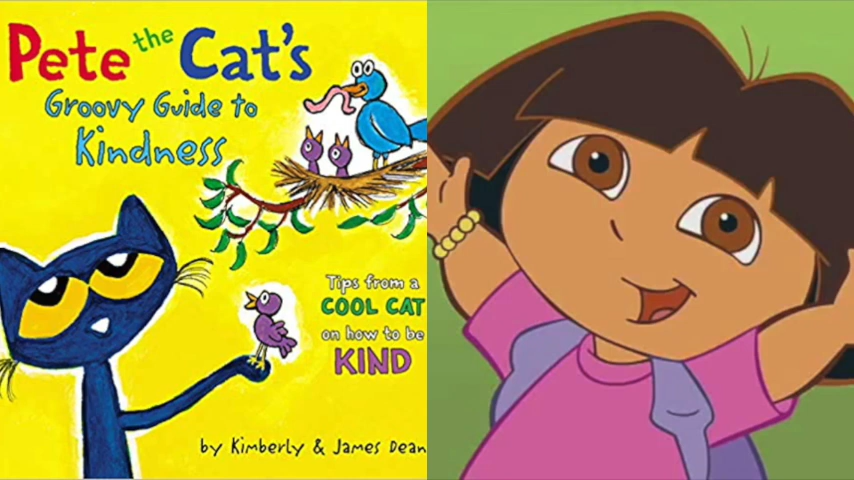 Pete the Cat's
Groovy Guide to
Kindness
Tips from a
COOL CAT
on how to be
KIND
by Kimberly & James Dean